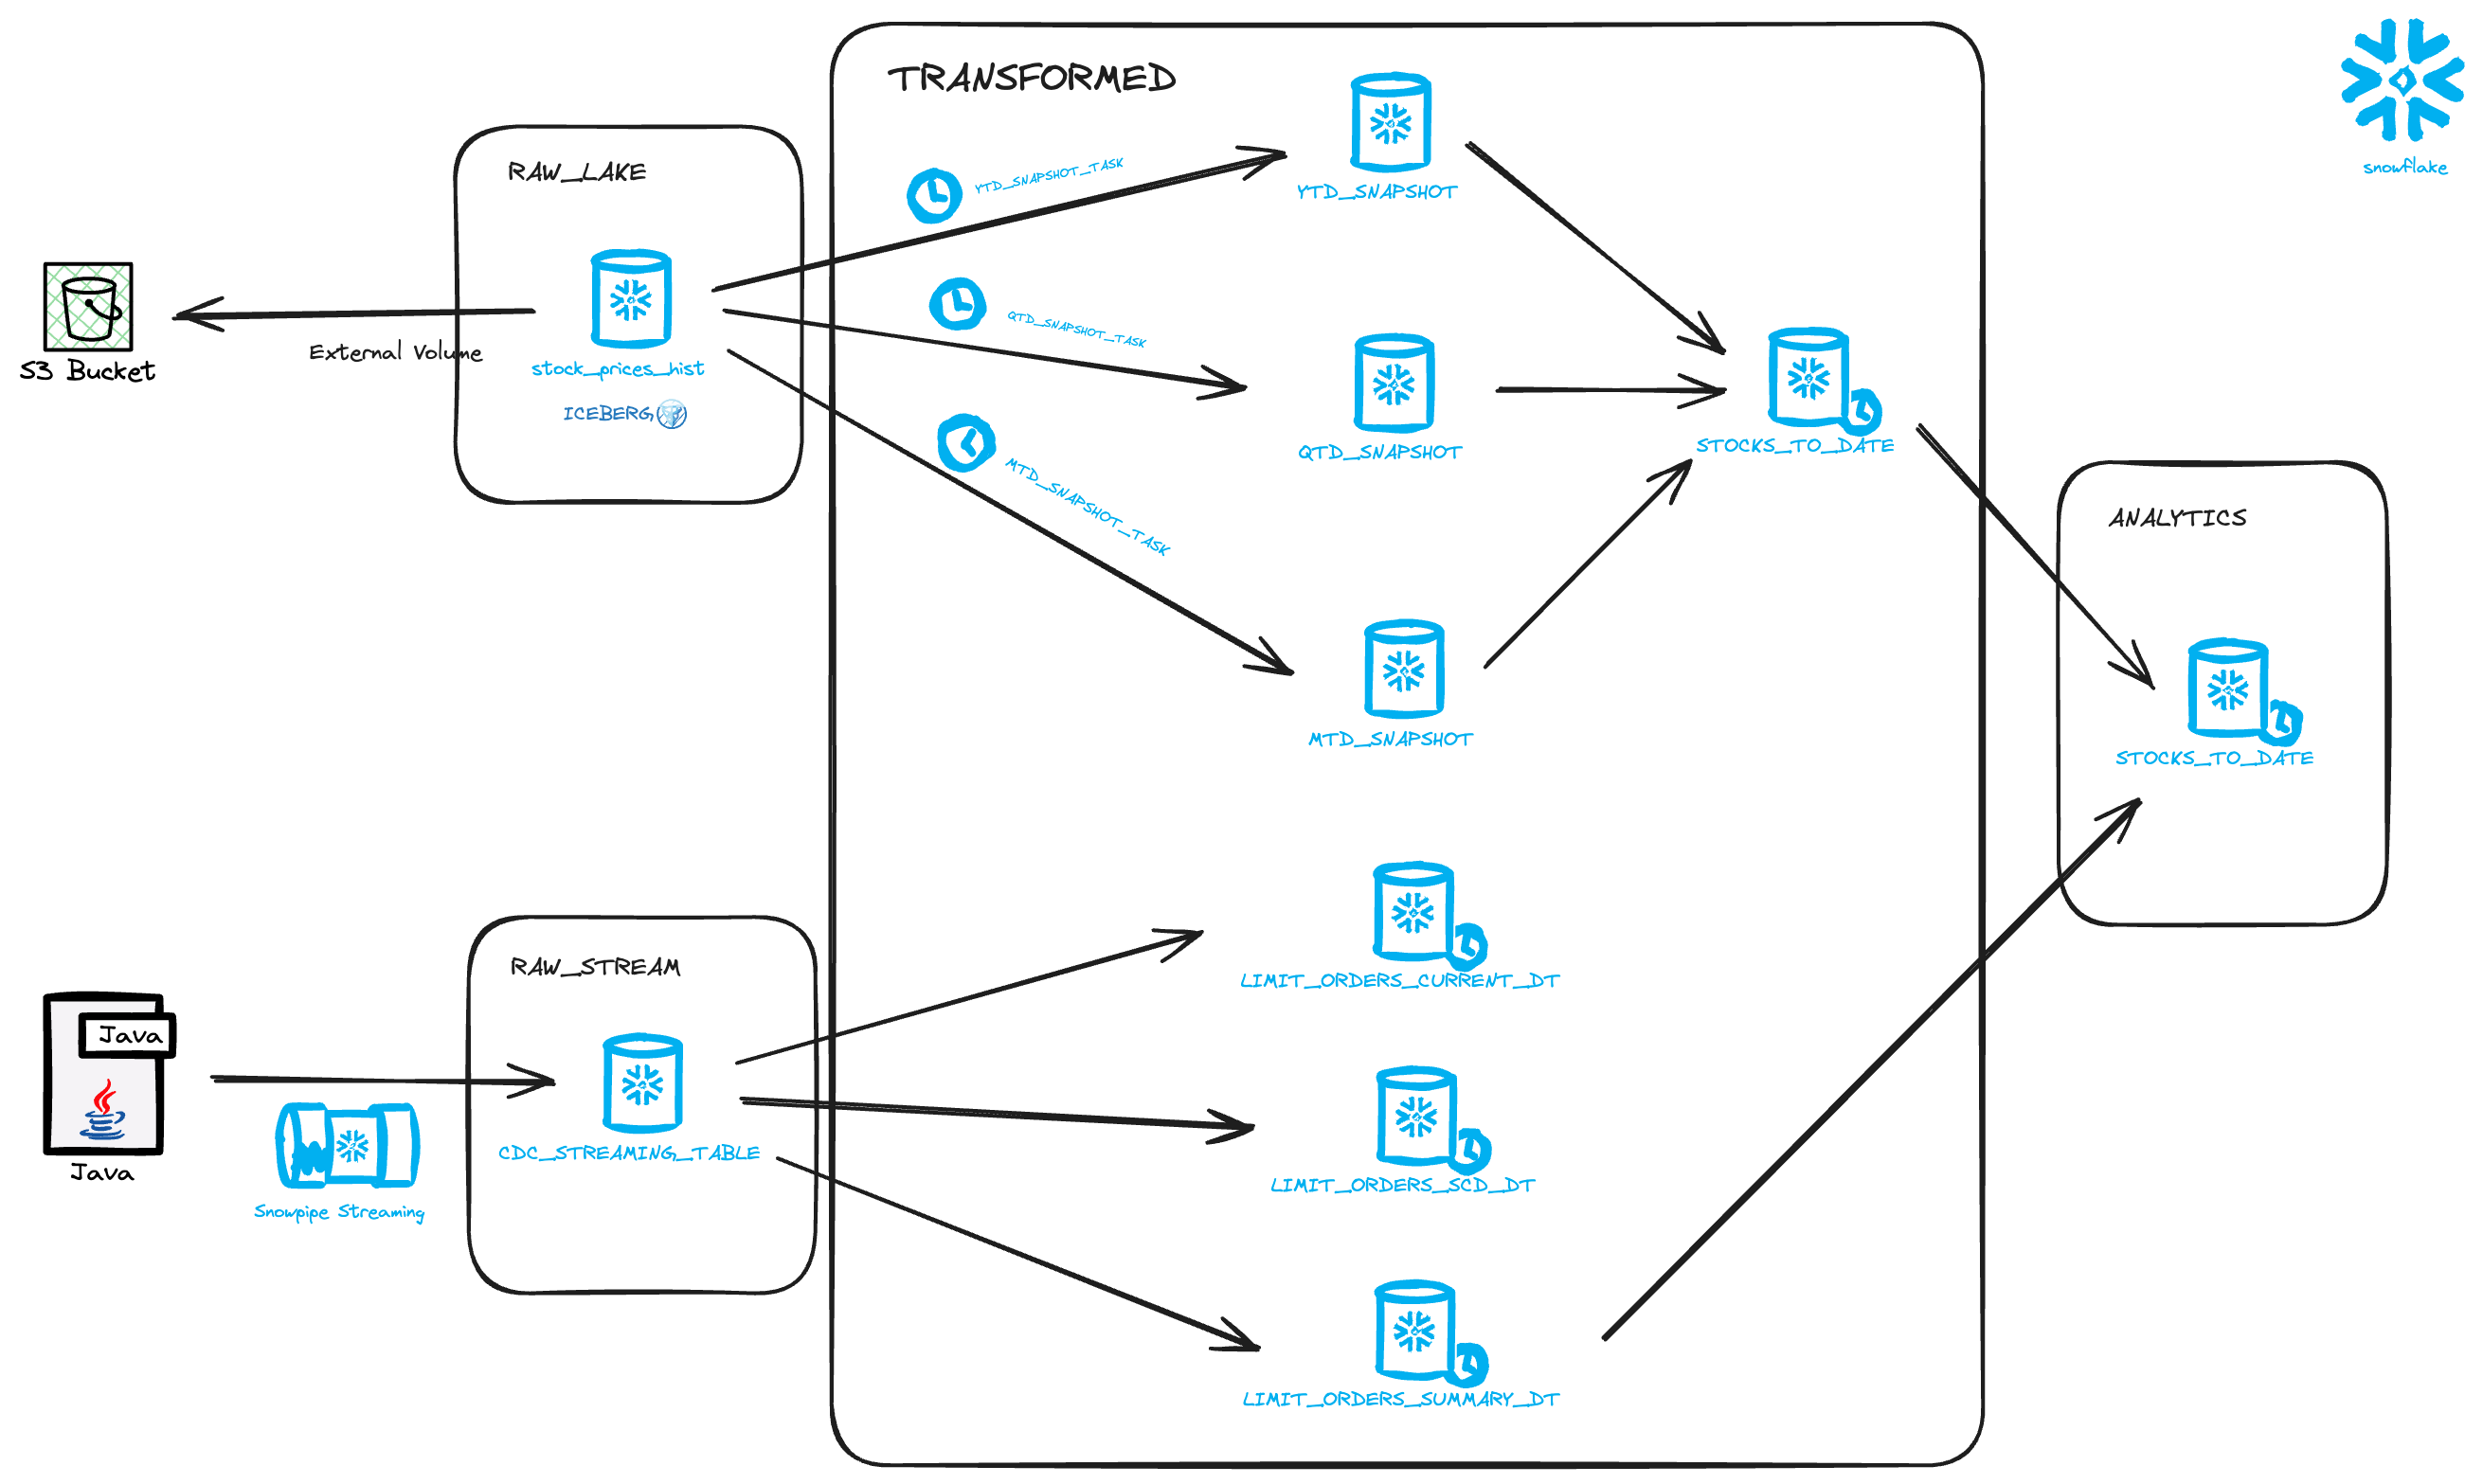 TRANSFORMED
snowflake
RAW_LAKE
YTD_SNAPSHOT_TASK
YTD_SNAPSHOT
QTD_SNAPSHOT_TASK
External Volume
S3 Bucket
stock_prices_hist
ICEBERG
QTD_SNAPSHOT
STOCKS_TO_DATE
MTD_SNAPSHOT_TASK
ANALYTICS
MTD_SNAPSHOT
STOCKS_TO_DATE
RAW_STREAM
LIMIT_ORDERS_CURRENT_DT
Java
CDC_STREAMING_TABLE
Java
LIMIT_ORDERS_SCD_DT
Snowpipe Streaming
LIMIT_ORDERS_SUMMARY_DT